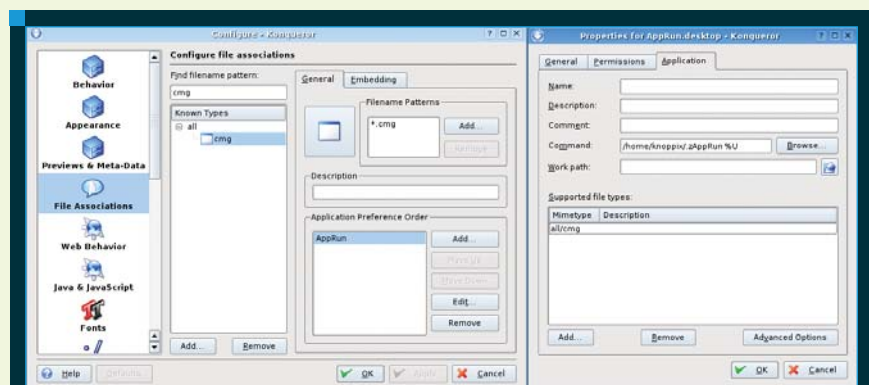 Configure - Konqueror
Behavior
Appearance
Previews & Meta-Data
File Associations
Web Behavior
Java & JavaScript
Fonts
Configure file associations
Find filename pattern:
cmg
Known Types
all
cmg
Add...
Remove
General
Embedding
Filename Patterns
*.cmg
Add...
Remove
Description
Application Preference Order
AppRun
Add...
Move Up
Move Down
Edit...
Remove
Help
Defaults
OK
Apply
Cancel
Properties for AppRun.desktop - Konqueror
General
Permissions
Application
Name:
Description:
Comment:
Command:
/home/knoppix/.zAppRun %U
Browse...
Work path:
Supported file types:
Mimetype
Description
all/cmg
Add...
Remove
Advanced Options
OK
Cancel